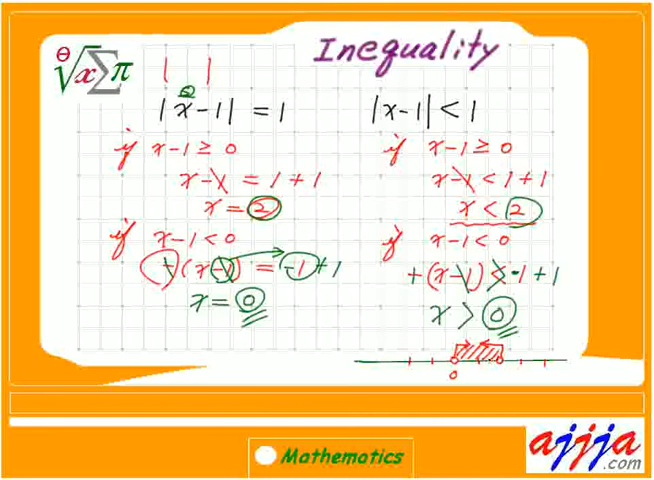 Inequality
θ
√x Σ π
| |
|x-1| = 1
if x-1 ≥ 0
x-1 = 1+1
x = 2
if x-1 < 0
+(x-1) = -1+1
x = 0
|x-1| < 1
if x-1 ≥ 0
x-1 < 1+1
x < 2
if x-1 < 0
+(x-1) > -1+1
x > 0
0
Mathematics
ajjja
.com